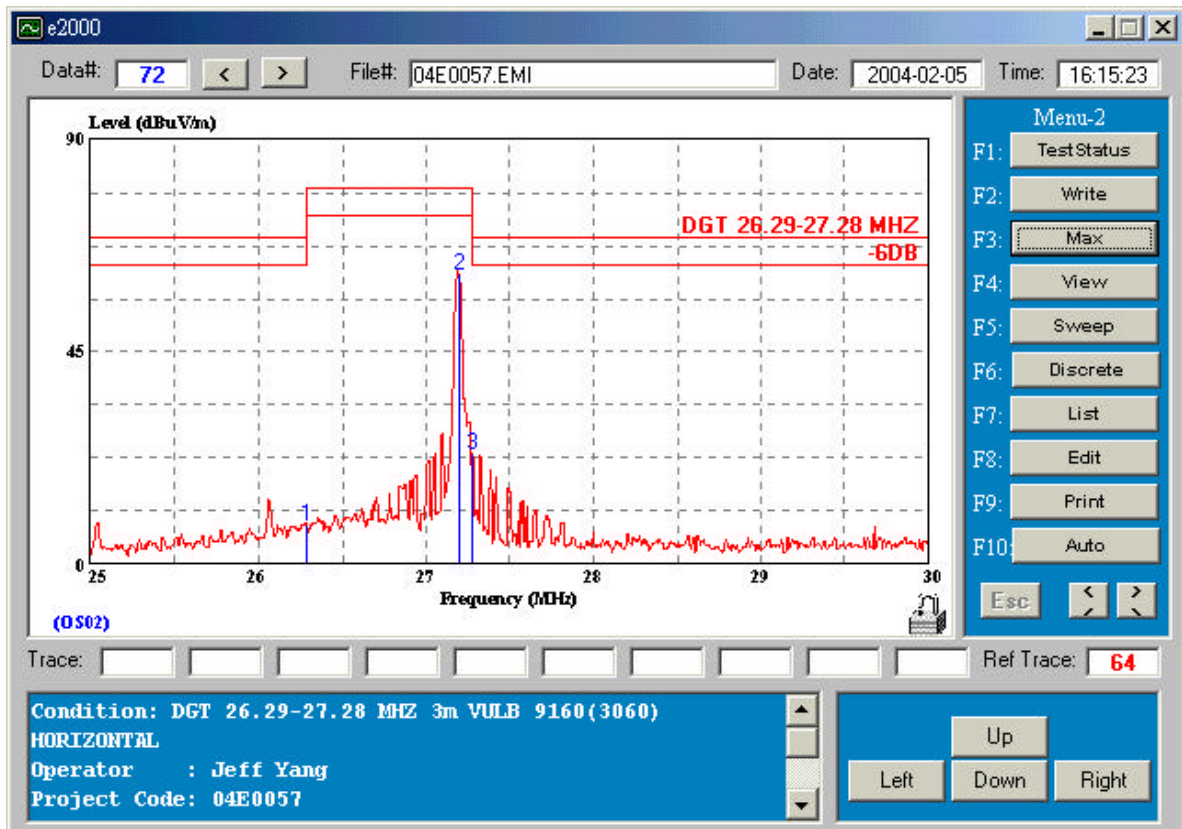 e2000
Data#: 72 < > File#: 04E0057.EMI Date: 2004-02-05 Time: 16:15:23
Level (dBuV/m)
90
DGT 26.29-27.28 MHZ
-6DB
2
45
3
1
0
25 26 27 28 29 30
Frequency (MHz)
(OS02)
Menu-2
F1: TestStatus
F2: Write
F3: Max
F4: View
F5: Sweep
F6: Discrete
F7: List
F8: Edit
F9: Print
F10: Auto
Esc
Trace: Ref Trace: 64
Condition: DGT 26.29-27.28 MHZ 3m VULB 9160(3060)
HORIZONTAL
Operator : Jeff Yang
Project Code: 04E0057
Up
Left Down Right